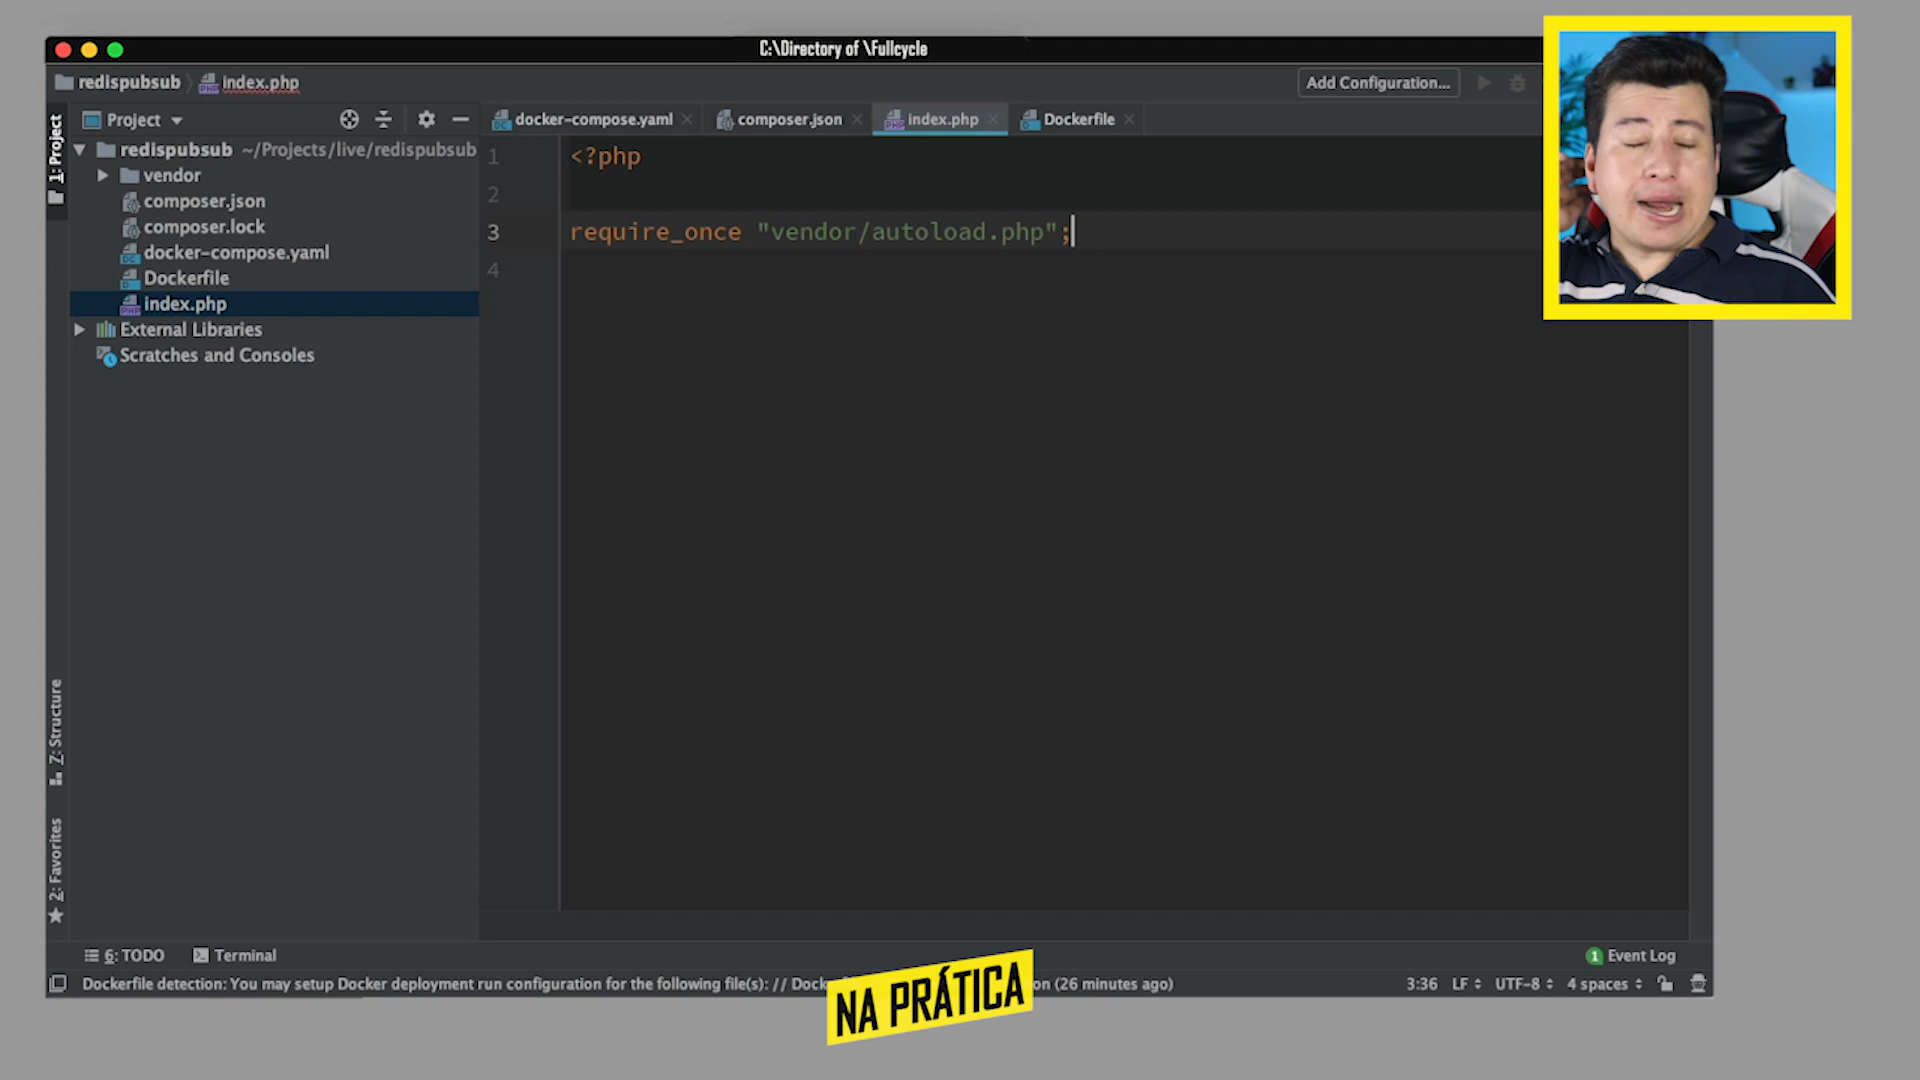 C:\Directory of \Fullcycle
redispubsub
index.php
Add Configuration...
1: Project
Project
docker-compose.yaml
composer.json
index.php
Dockerfile
redispubsub ~/Projects/live/redispubsub
vendor
composer.json
composer.lock
docker-compose.yaml
Dockerfile
index.php
External Libraries
Scratches and Consoles
1 <?php
2
3 require_once "vendor/autoload.php";
4
Z: Structure
2: Favorites
6: TODO
Terminal
1 Event Log
Dockerfile detection: You may setup Docker deployment run configuration for the following file(s): // Dock
on (26 minutes ago)
3:36 LF UTF-8 4 spaces
NA PRÁTICA